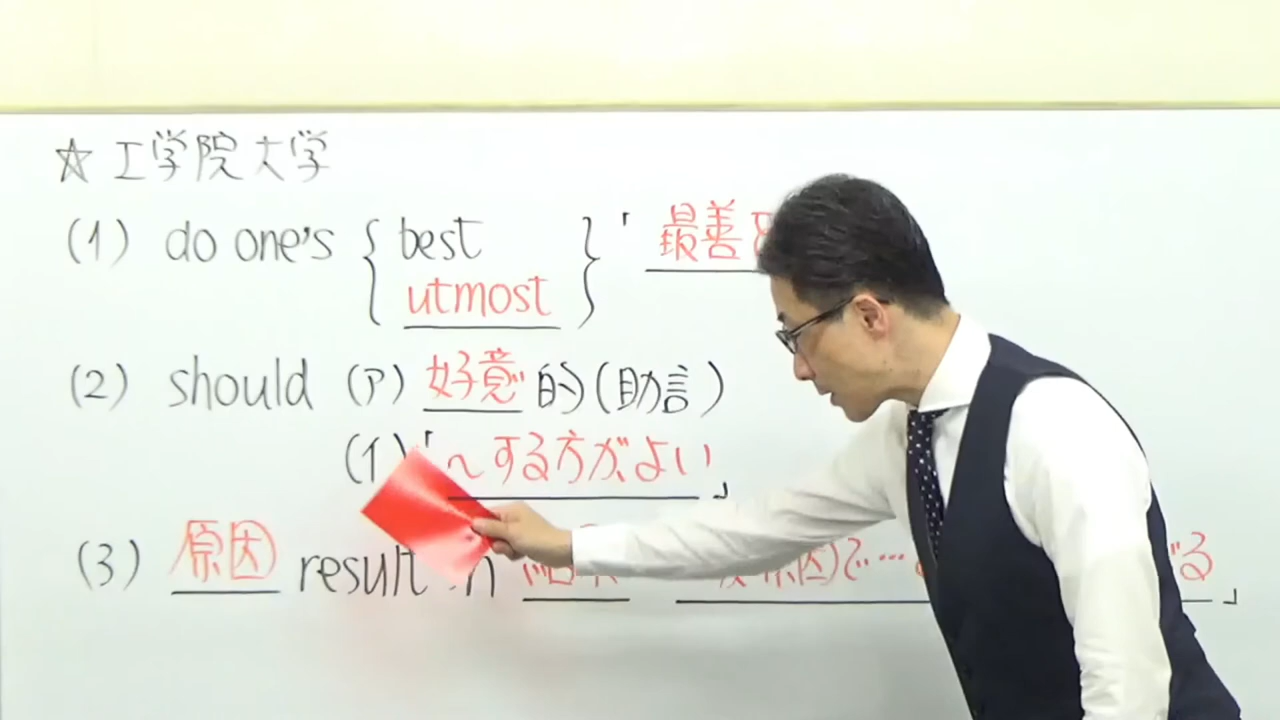 ☆ 工学院大学
(1) do one's { best utmost } 「最善
(2) should (ア) 好意的(助言)
(イ)「〜する方がよい」
(3) 原因 result in